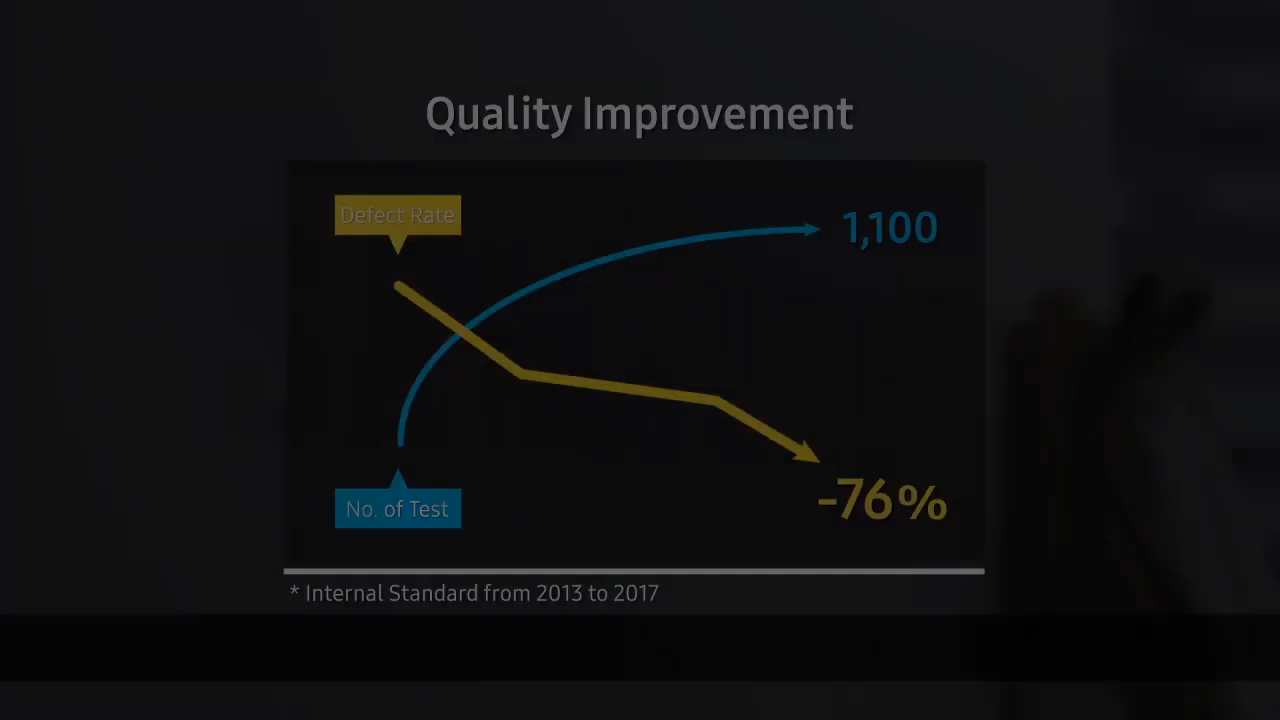 Quality Improvement
Defect Rate
1,100
No. of Test
-76%
* Internal Standard from 2013 to 2017